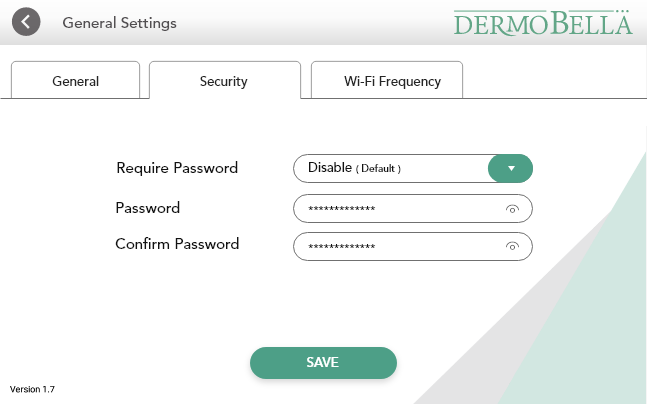 General Settings
DERMOBELLA
General
Security
Wi-Fi Frequency
Require Password
Disable ( Default )
Password
*************
Confirm Password
*************
SAVE
Version 1.7